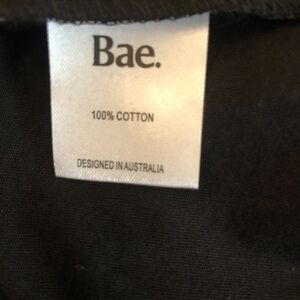 Bae.
100% COTTON
DESIGNED IN AUSTRALIA